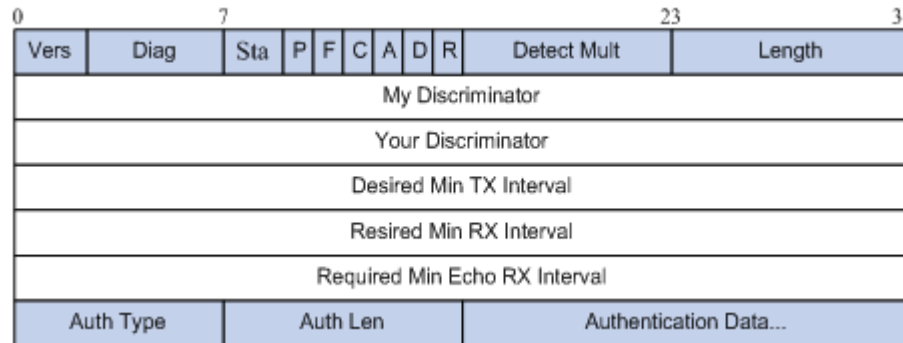 0 7 23 3
Vers Diag Sta P F C A D R Detect Mult Length
My Discriminator
Your Discriminator
Desired Min TX Interval
Resired Min RX Interval
Required Min Echo RX Interval
Auth Type Auth Len Authentication Data...